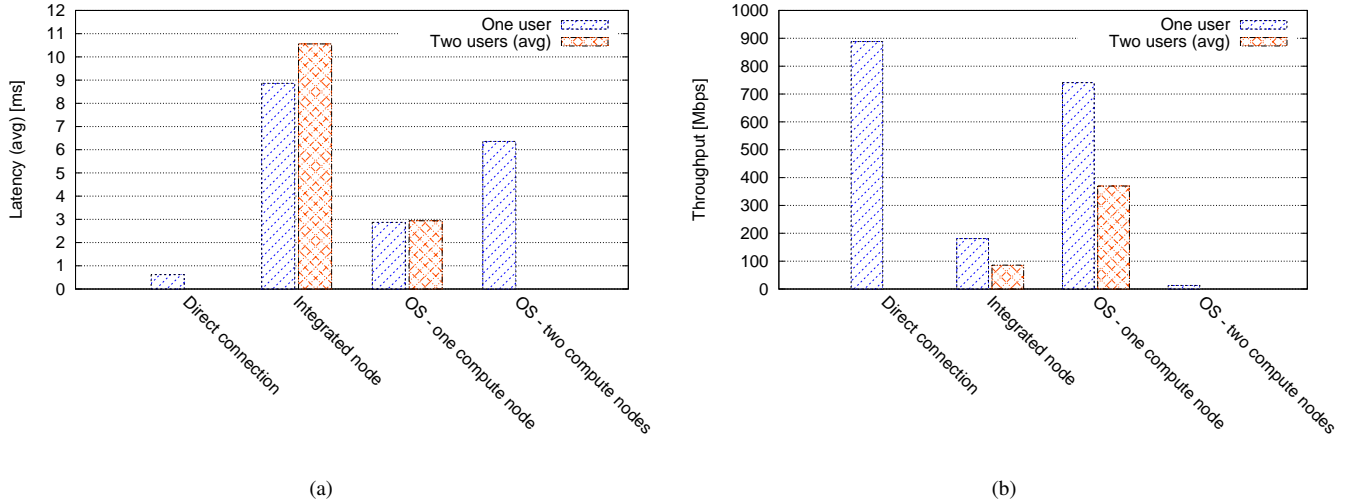 12
11
10
9
8
7
6
5
4
3
2
1
0
Latency (avg) [ms]
One user
Two users (avg)
Direct connection
Integrated node
OS - one compute node
OS - two compute nodes
(a)
1000
900
800
700
600
500
400
300
200
100
0
Throughput [Mbps]
One user
Two users (avg)
Direct connection
Integrated node
OS - one compute node
OS - two compute nodes
(b)